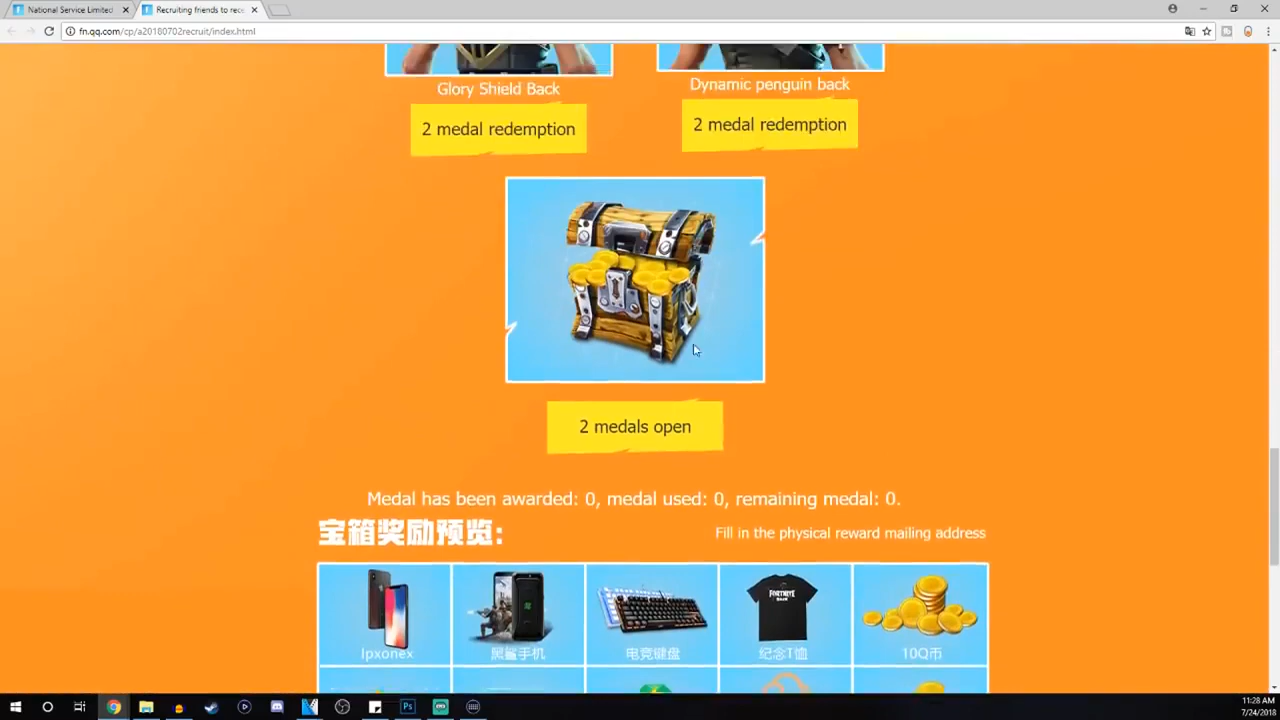 National Service Limited
Recruiting friends to rece
fn.qq.com/cp/a20180702recruit/index.html
Glory Shield Back
Dynamic penguin back
2 medal redemption
2 medal redemption
2 medals open
Medal has been awarded: 0, medal used: 0, remaining medal: 0.
宝箱奖励预览:
Fill in the physical reward mailing address
FORTNITE
Ipxonex
黑鲨手机
电竞键盘
纪念T恤
10Q币
Ps
11:28 AM
7/24/2018